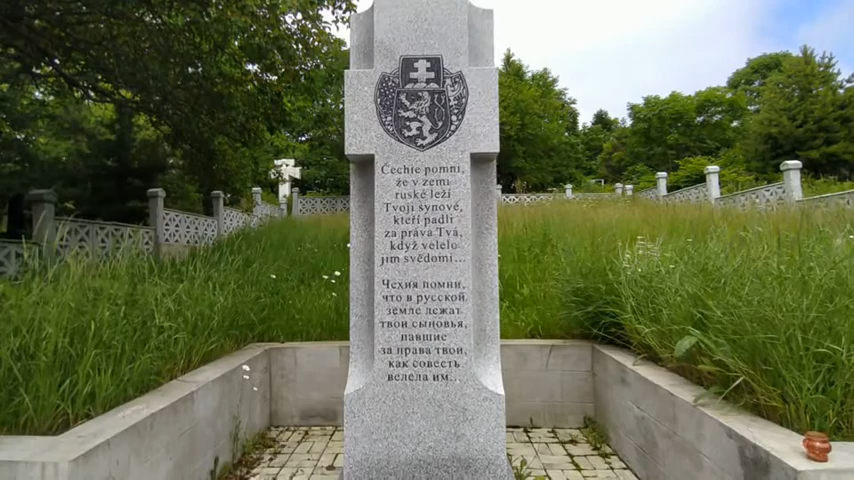 Čechie pomni,
že v zemi
ruské leží
Tvoji synové,
kteří padli
za práva Tvá,
když velelo
jim svědomí...
Чехия помни,
что в русской
земле лежат
твои сыновья,
павшие
за права твои,
как совесть
велела им...